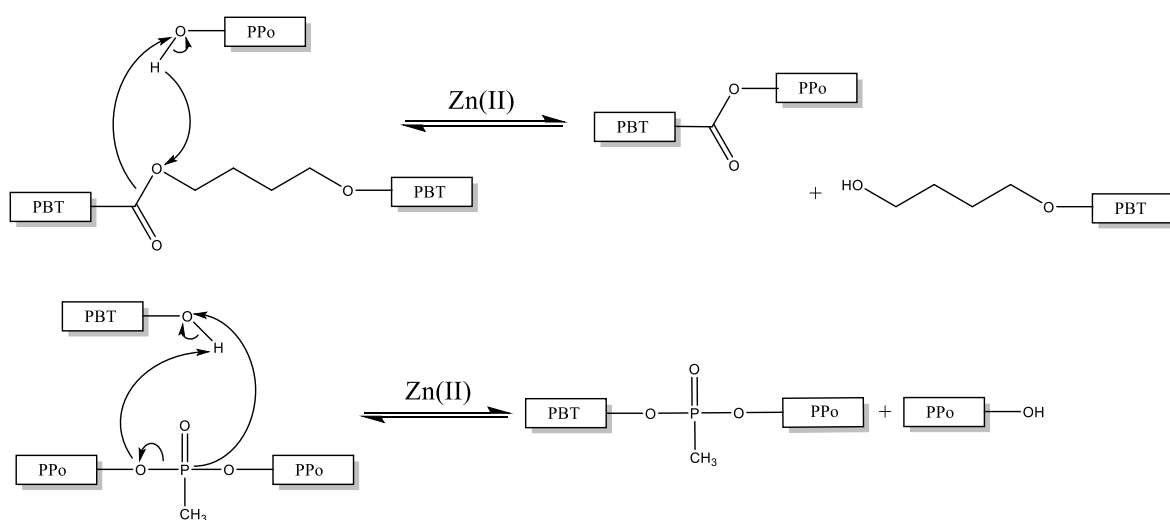 O PPo
H
Zn(II)
O PPo
PBT
O
O
O PBT
PBT
O
+
HO
O PBT
PBT O
H
Zn(II)
O
PBT O P O PPo + PPo OH
CH3
O
PPo O P O PPo
CH3